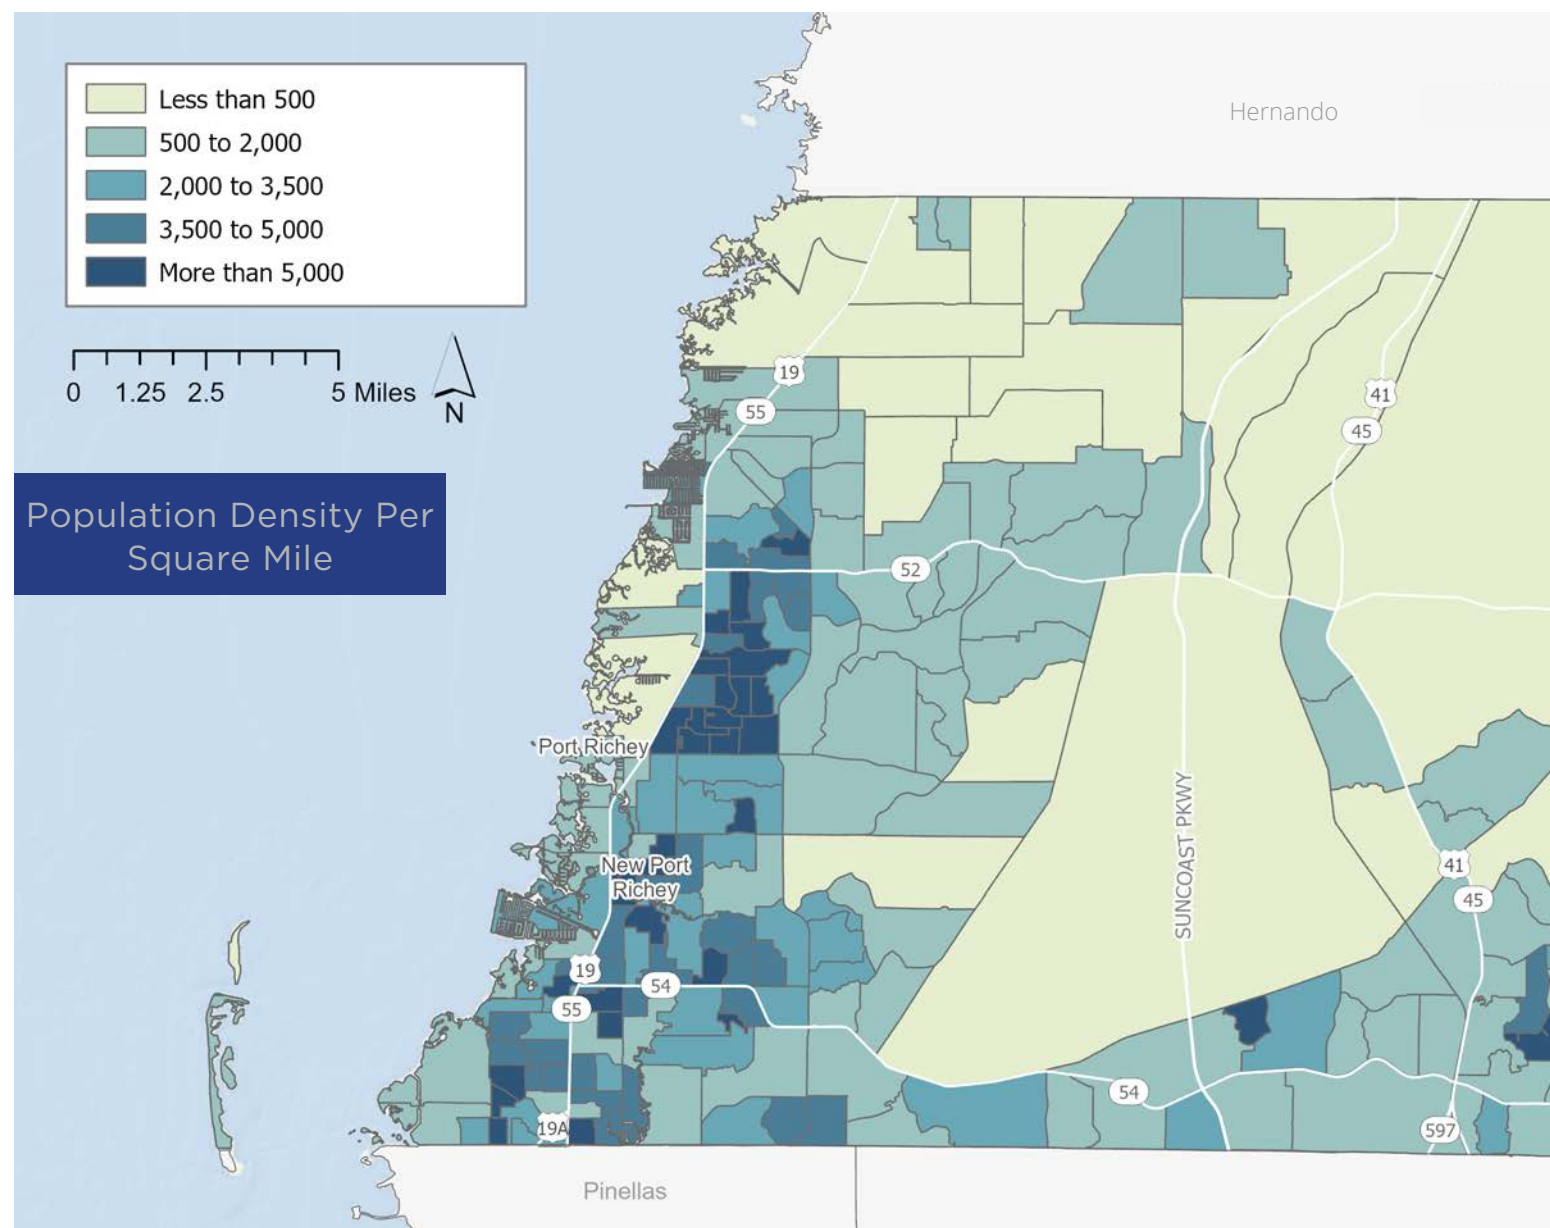 Less than 500
500 to 2,000
2,000 to 3,500
3,500 to 5,000
More than 5,000
0 1.25 2.5 5 Miles
N
Population Density Per
Square Mile
Hernando
19
55
41
45
52
Port Richey
SUNCOAST PKWY
New Port
Richey
41
45
19
54
55
54
19A
597
Pinellas